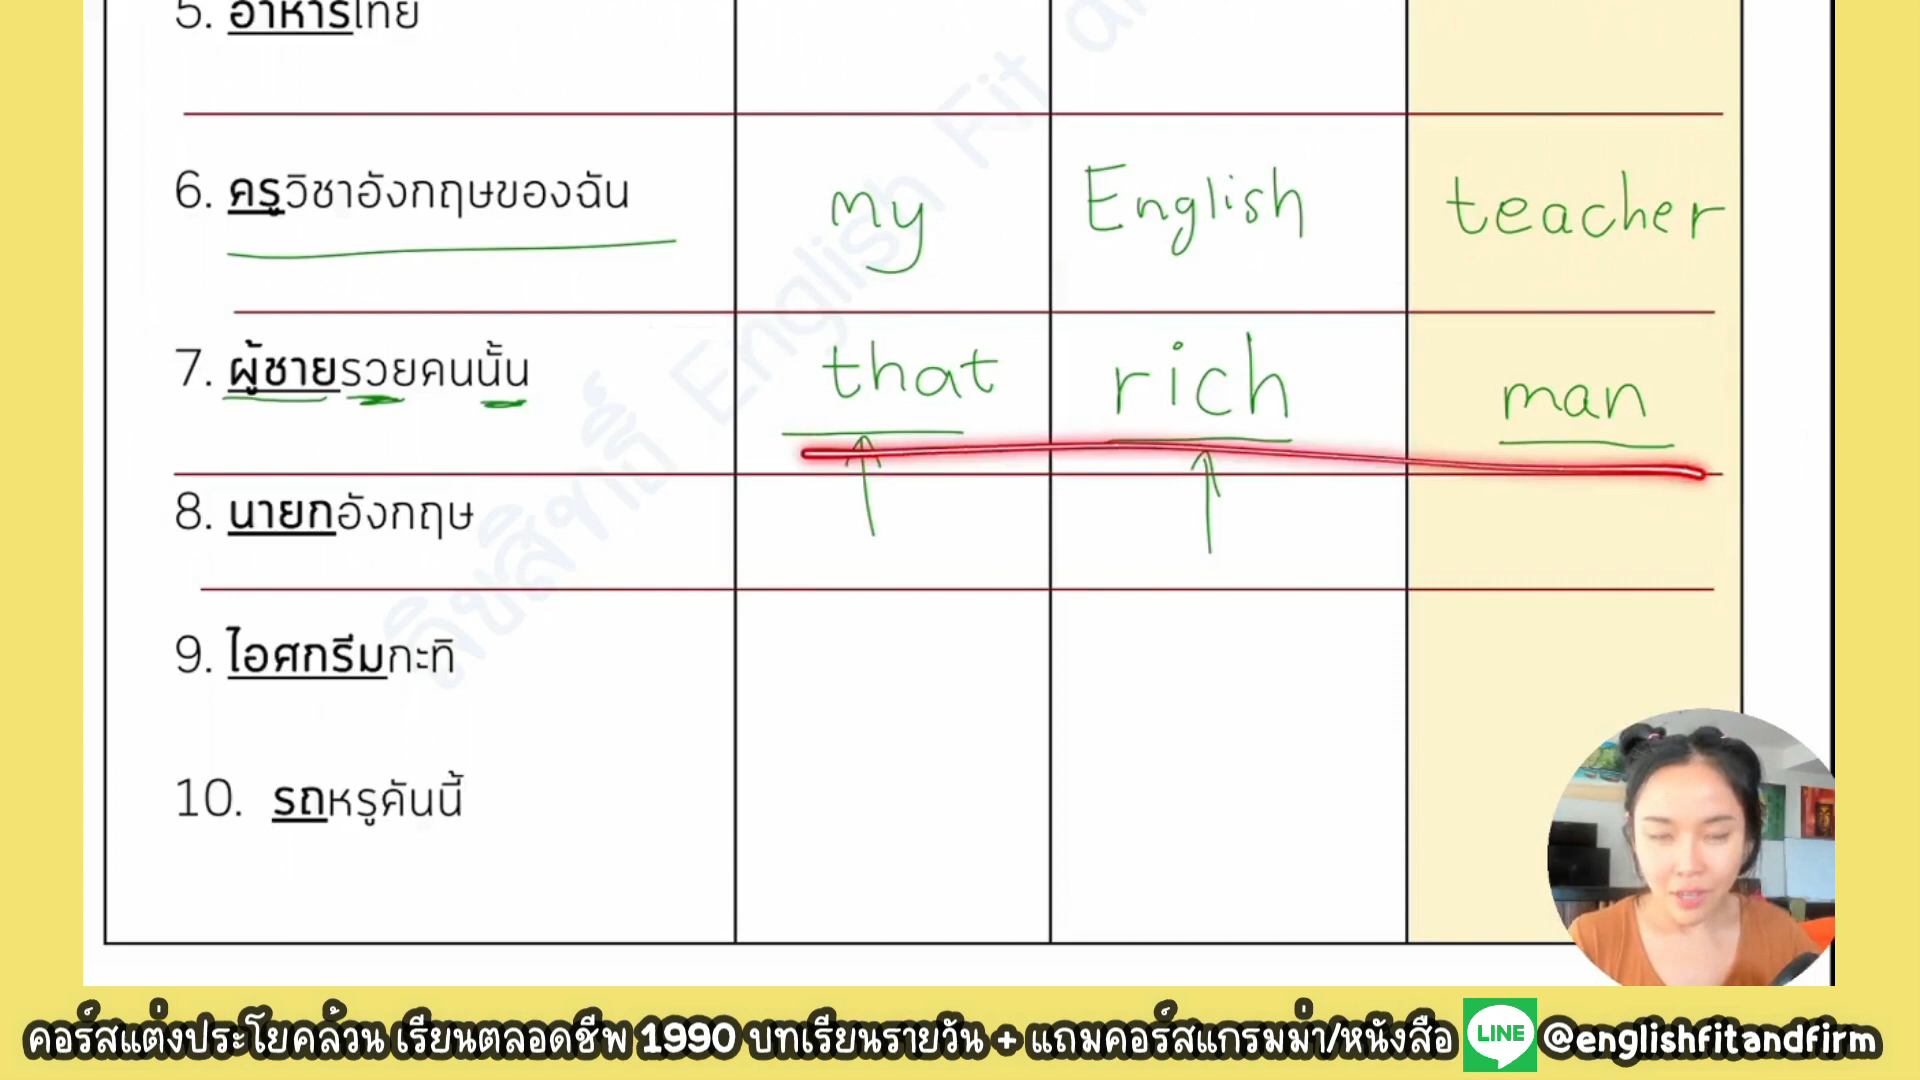 5. อาหารไทย
6. ครูวิชาอังกฤษของฉัน my English teacher
7. ผู้ชายรวยคนนั้น that rich man
8. นายกอังกฤษ
9. ไอศกรีมกะทิ
10. รถหรูคันนี้
English Fit
คอร์สแต่งประโยคล้วน เรียนตลอดชีพ 1990 บทเรียนรายวัน + แถมคอร์สแกรมม่า/หนังสือ LINE @englishfitandfirm